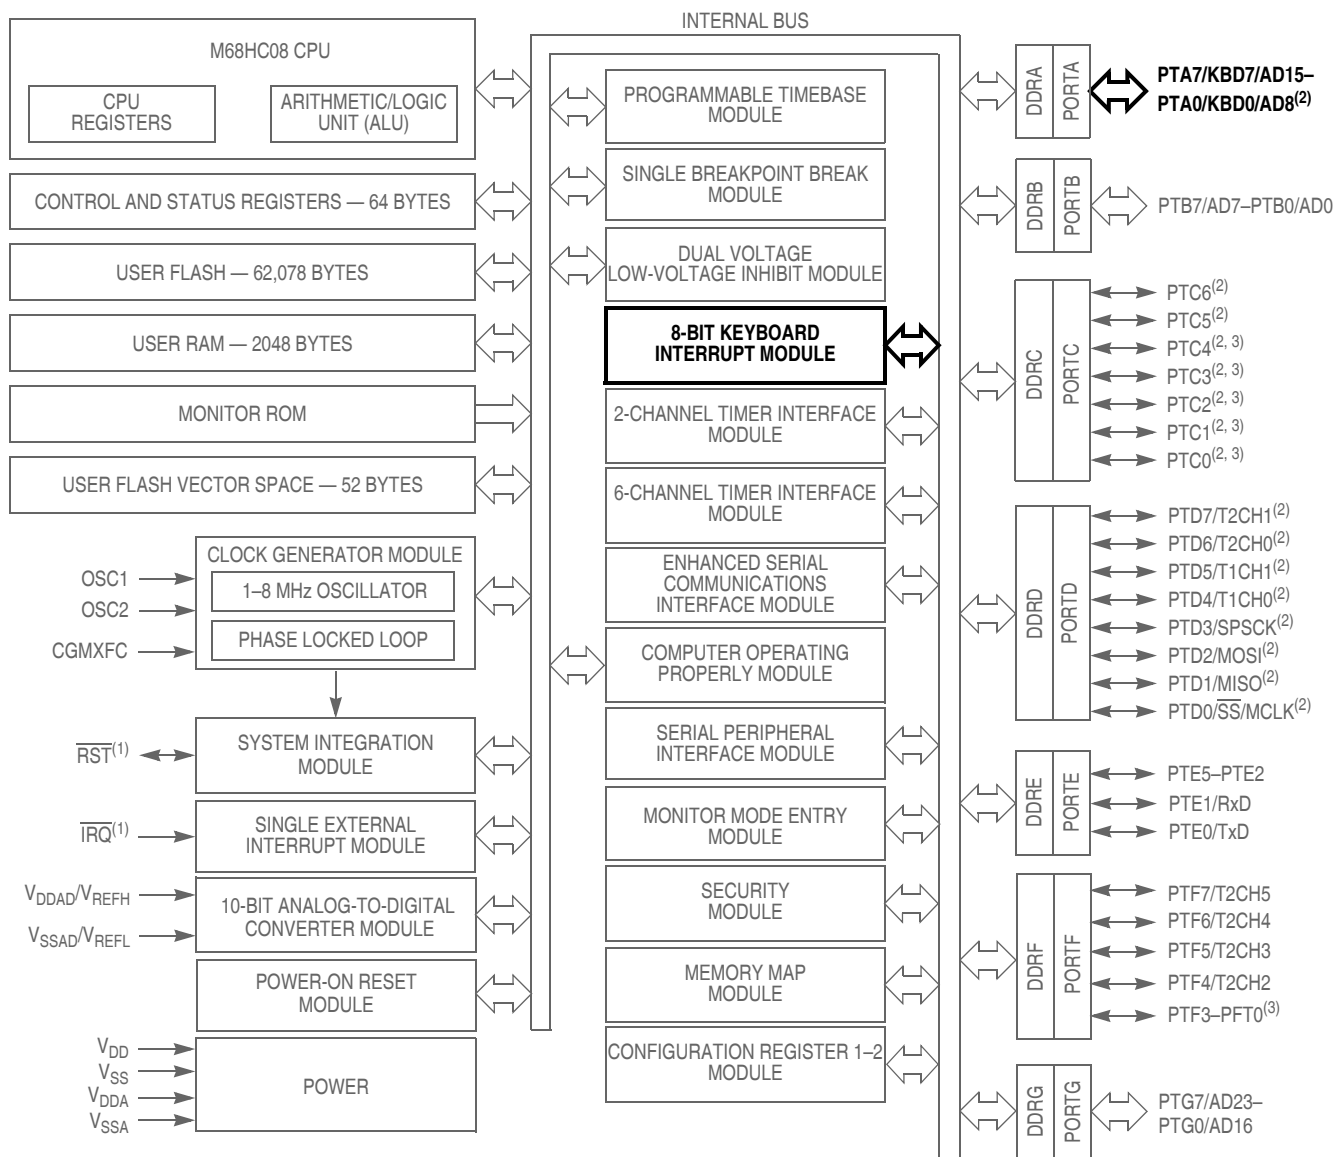 INTERNAL BUS
M68HC08 CPU
CPU
REGISTERS
ARITHMETIC/LOGIC
UNIT (ALU)
CONTROL AND STATUS REGISTERS — 64 BYTES
USER FLASH — 62,078 BYTES
USER RAM — 2048 BYTES
MONITOR ROM
USER FLASH VECTOR SPACE — 52 BYTES
OSC1
OSC2
CGMXFC
CLOCK GENERATOR MODULE
1–8 MHz OSCILLATOR
PHASE LOCKED LOOP
RST(1)
SYSTEM INTEGRATION
MODULE
IRQ(1)
SINGLE EXTERNAL
INTERRUPT MODULE
VDDAD/VREFH
VSSAD/VREFL
10-BIT ANALOG-TO-DIGITAL
CONVERTER MODULE
POWER-ON RESET
MODULE
VDD
VSS
VDDA
VSSA
POWER
PROGRAMMABLE TIMEBASE
MODULE
SINGLE BREAKPOINT BREAK
MODULE
DUAL VOLTAGE
LOW-VOLTAGE INHIBIT MODULE
8-BIT KEYBOARD
INTERRUPT MODULE
2-CHANNEL TIMER INTERFACE
MODULE
6-CHANNEL TIMER INTERFACE
MODULE
ENHANCED SERIAL
COMMUNICATIONS
INTERFACE MODULE
COMPUTER OPERATING
PROPERLY MODULE
SERIAL PERIPHERAL
INTERFACE MODULE
MONITOR MODE ENTRY
MODULE
SECURITY
MODULE
MEMORY MAP
MODULE
CONFIGURATION REGISTER 1–2
MODULE
DDRA
PORTA
PTA7/KBD7/AD15–
PTA0/KBD0/AD8(2)
DDRB
PORTB
PTB7/AD7–PTB0/AD0
DDRC
PORTC
PTC6(2)
PTC5(2)
PTC4(2, 3)
PTC3(2, 3)
PTC2(2, 3)
PTC1(2, 3)
PTC0(2, 3)
DDRD
PORTD
PTD7/T2CH1(2)
PTD6/T2CH0(2)
PTD5/T1CH1(2)
PTD4/T1CH0(2)
PTD3/SPSCK(2)
PTD2/MOSI(2)
PTD1/MISO(2)
PTD0/SS/MCLK(2)
DDRE
PORTE
PTE5–PTE2
PTE1/RxD
PTE0/TxD
DDRF
PORTF
PTF7/T2CH5
PTF6/T2CH4
PTF5/T2CH3
PTF4/T2CH2
PTF3–PFT0(3)
DDRG
PORTG
PTG7/AD23–
PTG0/AD16